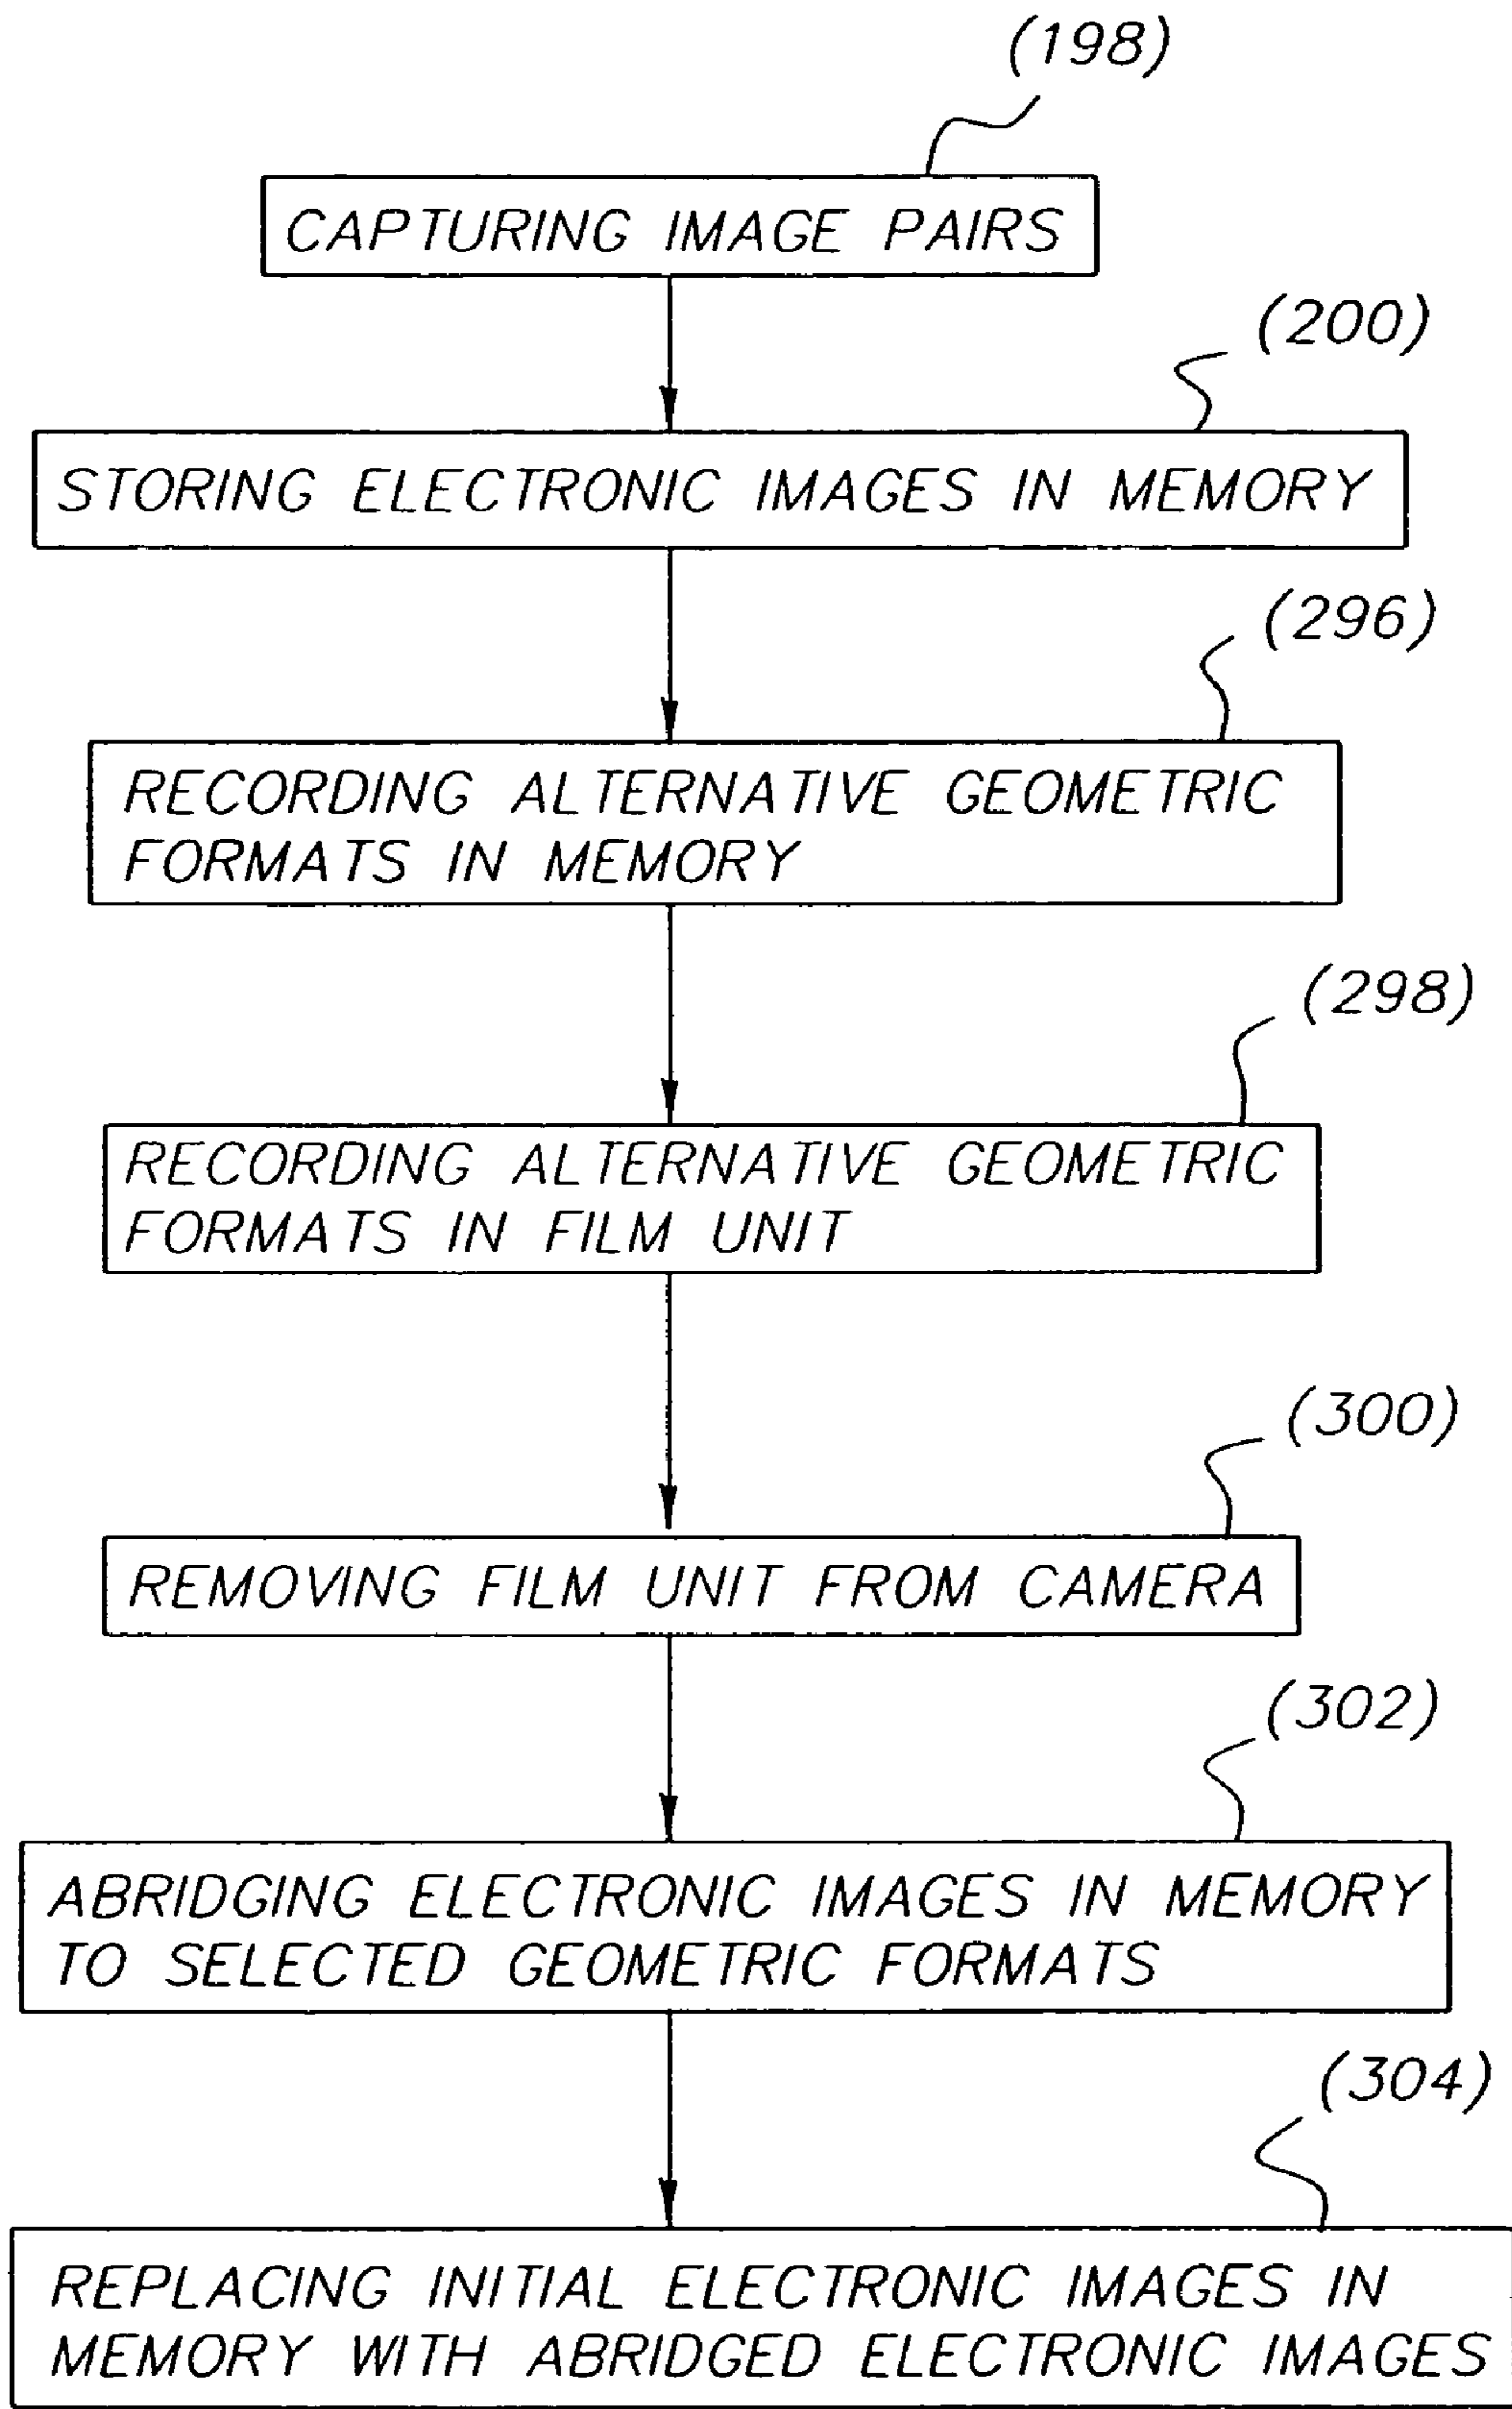 (198)
CAPTURING IMAGE PAIRS
(200)
STORING ELECTRONIC IMAGES IN MEMORY
(296)
RECORDING ALTERNATIVE GEOMETRIC
FORMATS IN MEMORY
(298)
RECORDING ALTERNATIVE GEOMETRIC
FORMATS IN FILM UNIT
(300)
REMOVING FILM UNIT FROM CAMERA
(302)
ABRIDGING ELECTRONIC IMAGES IN MEMORY
TO SELECTED GEOMETRIC FORMATS
(304)
REPLACING INITIAL ELECTRONIC IMAGES IN
MEMORY WITH ABRIDGED ELECTRONIC IMAGES